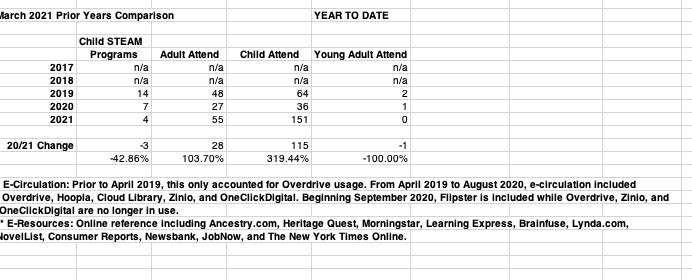 March 2021 Prior Years Comparison YEAR TO DATE
Child STEAM
Programs Adult Attend Child Attend Young Adult Attend
2017 n/a n/a n/a n/a
2018 n/a n/a n/a n/a
2019 14 48 64 2
2020 7 27 36 1
2021 4 55 151 0
20/21 Change -3 28 115 -1
-42.86% 103.70% 319.44% -100.00%
E-Circulation: Prior to April 2019, this only accounted for Overdrive usage. From April 2019 to August 2020, e-circulation included
Overdrive, Hoopla, Cloud Library, Zinio, and OneClickDigital. Beginning September 2020, Flipster is included while Overdrive, Zinio, and
OneClickDigital are no longer in use.
* E-Resources: Online reference including Ancestry.com, Heritage Quest, Morningstar, Learning Express, Brainfuse, Lynda.com,
NovelList, Consumer Reports, Newsbank, JobNow, and The New York Times Online.